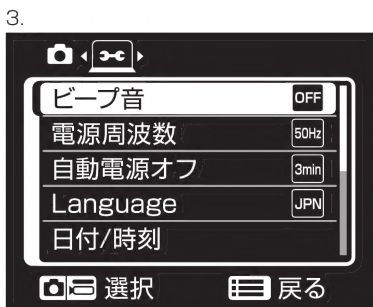 3.
ビープ音 OFF
電源周波数 50Hz
自動電源オフ 3min
Language JPN
日付/時刻
選択 戻る